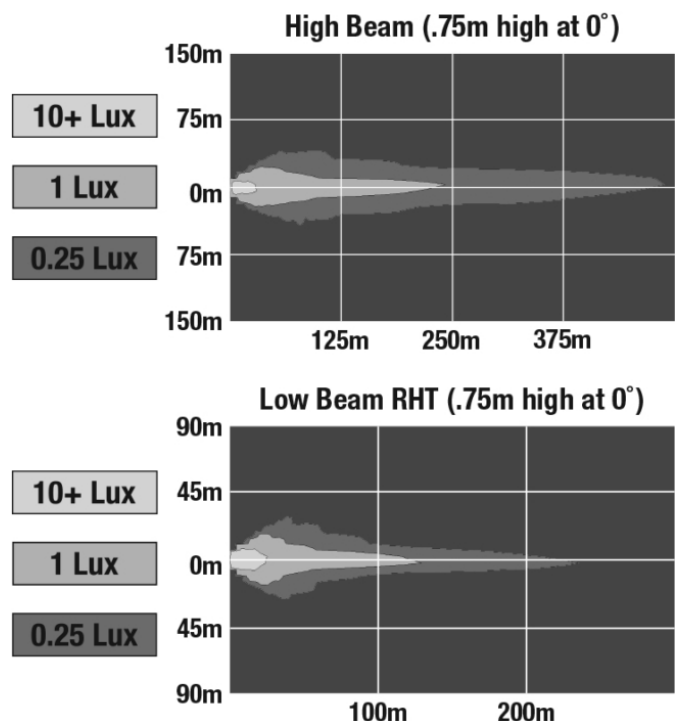 High Beam (.75m high at 0˚)
150m
10+ Lux
75m
1 Lux
0m
0.25 Lux
75m
150m
125m 250m 375m
Low Beam RHT (.75m high at 0˚)
90m
10+ Lux
45m
1 Lux
0m
0.25 Lux
45m
90m
100m 200m